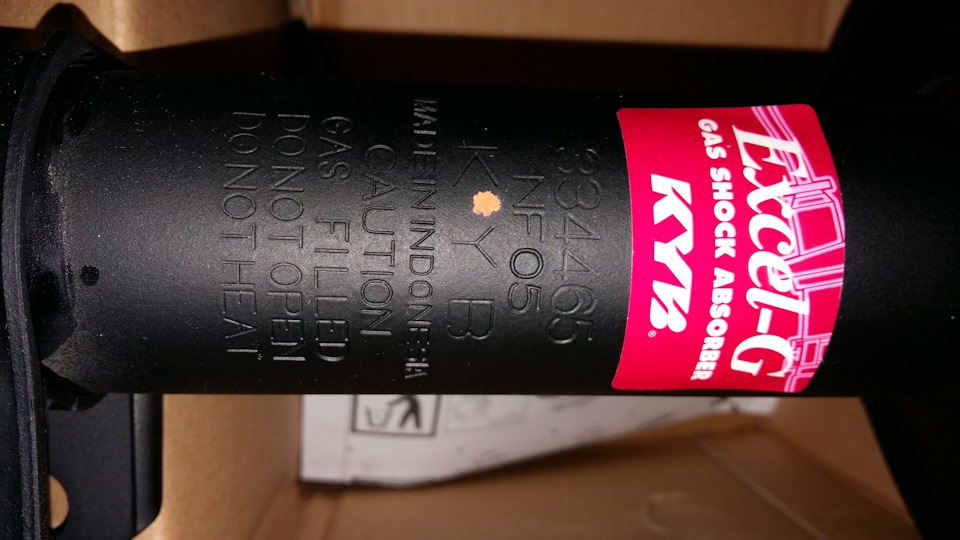 Excel-G
GAS SHOCK ABSORBER
KYB®
334465
NF05
K Y B
MADE IN INDONESIA
CAUTION
GAS FILLED
DO NOT OPEN
DO NOT HEAT